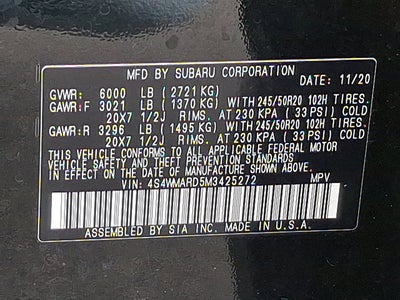 MFD BY SUBARU CORPORATION
DATE: 11/20
GVWR: 6000 LB (2721 KG)
GAWR:F 3021 LB (1370 KG) WITH 245/50R20 102H TIRES.
20X7 1/2J RIMS. AT 230 KPA (33 PSI) COLD
GAWR:R 3296 LB (1495 KG) WITH 245/50R20 102H TIRES.
20X7 1/2J RIMS. AT 230 KPA (33 PSI) COLD
THIS VEHICLE CONFORMS TO ALL APPLICABLE FEDERAL MOTOR
VEHICLE SAFETY AND THEFT PREVENTION STANDARDS
IN EFFECT ON THE DATE OF MANUFACTURE SHOWN ABOVE.
VIN: 4S4WMARD5M3425272 MPV
ASSEMBLED BY SIA INC. MADE IN U.S.A.